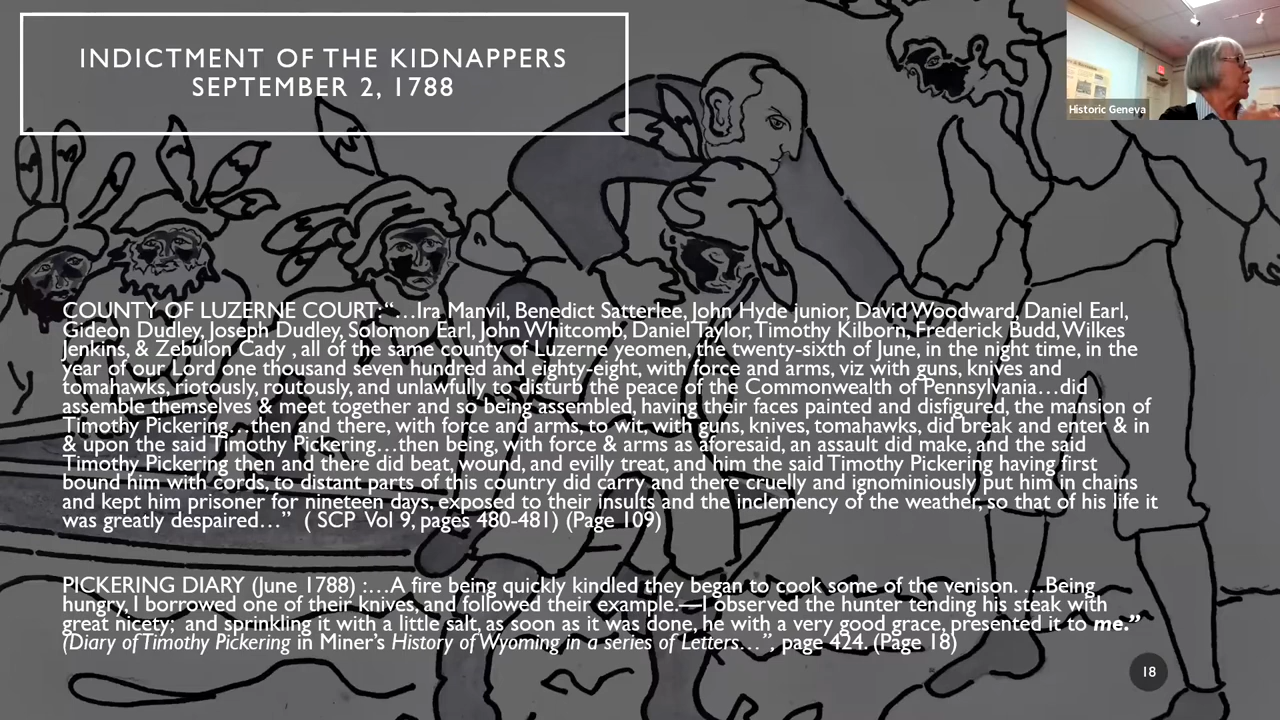 INDICTMENT OF THE KIDNAPPERS
SEPTEMBER 2, 1788
Historic Geneva
COUNTY OF LUZERNE COURT:“…Ira Manvil, Benedict Satterlee, John Hyde junior, David Woodward, Daniel Earl,
Gideon Dudley, Joseph Dudley, Solomon Earl, John Whitcomb, Daniel Taylor, Timothy Kilborn, Frederick Budd, Wilkes
Jenkins, & Zebulon Cady , all of the same county of Luzerne yeomen, the twenty-sixth of June, in the night time, in the
year of our Lord one thousand seven hundred and eighty-eight, with force and arms, viz with guns, knives and
tomahawks, riotously, routously, and unlawfully to disturb the peace of the Commonwealth of Pennsylvania…did
assemble themselves & meet together and so being assembled, having their faces painted and disfigured, the mansion of
Timothy Pickering…then and there, with force and arms, to wit, with guns, knives, tomahawks, did break and enter & in
& upon the said Timothy Pickering…then being, with force & arms as aforesaid, an assault did make, and the said
Timothy Pickering then and there did beat, wound, and evilly treat, and him the said Timothy Pickering having first
bound him with cords, to distant parts of this country did carry and there cruelly and ignominiously put him in chains
and kept him prisoner for nineteen days, exposed to their insults and the inclemency of the weather, so that of his life it
was greatly despaired…” ( SCP Vol 9, pages 480-481) (Page 109)
PICKERING DIARY (June 1788) :…A fire being quickly kindled they began to cook some of the venison. …Being
hungry, I borrowed one of their knives, and followed their example.—I observed the hunter tending his steak with
great nicety; and sprinkling it with a little salt, as soon as it was done, he with a very good grace, presented it to me.”
(Diary of Timothy Pickering in Miner’s History of Wyoming in a series of Letters…”, page 424. (Page 18)
18